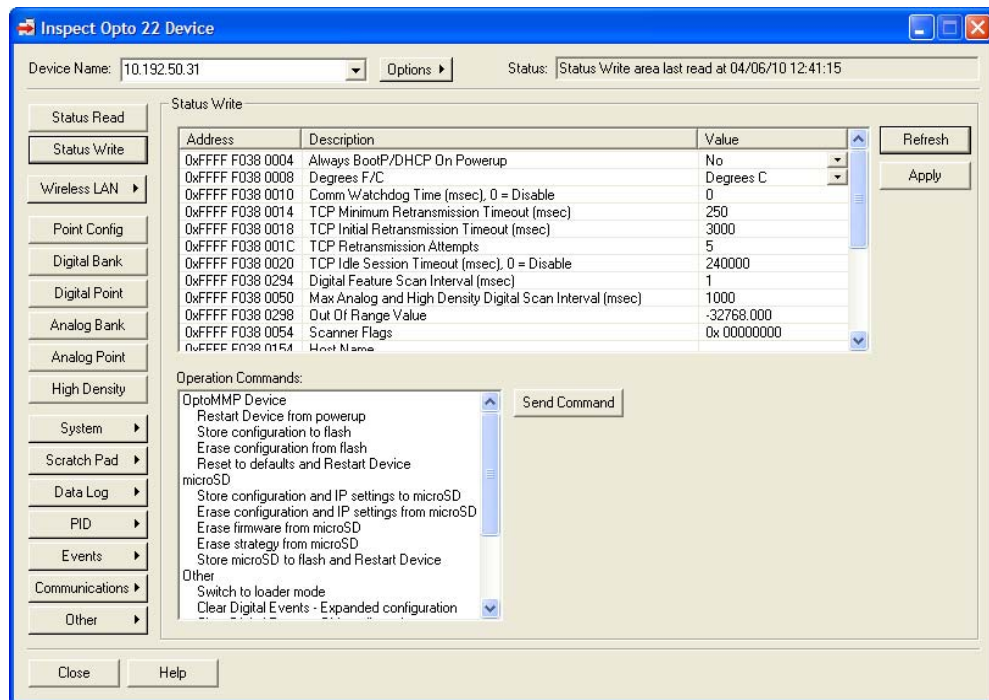 Inspect Opto 22 Device
Device Name: 10.192.50.31 Options Status: Status Write area last read at 04/06/10 12:41:15
Status Read
Status Write
Wireless LAN
Point Config
Digital Bank
Digital Point
Analog Bank
Analog Point
High Density
System
Scratch Pad
Data Log
PID
Events
Communications
Other
Status Write
Address Description Value
0xFFFF F038 0004 Always BootP/DHCP On Powerup No
0xFFFF F038 0008 Degrees F/C Degrees C
0xFFFF F038 0010 Comm Watchdog Time (msec), 0 = Disable 0
0xFFFF F038 0014 TCP Minimum Retransmission Timeout (msec) 250
0xFFFF F038 0018 TCP Initial Retransmission Timeout (msec) 3000
0xFFFF F038 001C TCP Retransmission Attempts 5
0xFFFF F038 0020 TCP Idle Session Timeout (msec), 0 = Disable 240000
0xFFFF F038 0294 Digital Feature Scan Interval (msec) 1
0xFFFF F038 0050 Max Analog and High Density Digital Scan Interval (msec) 1000
0xFFFF F038 0298 Out Of Range Value -32768.000
0xFFFF F038 0054 Scanner Flags 0x 00000000
0xFFFF F038 0154 Host Name
Refresh
Apply
Operation Commands:
OptoMMP Device
Restart Device from powerup
Store configuration to flash
Erase configuration from flash
Reset to defaults and Restart Device
microSD
Store configuration and IP settings to microSD
Erase configuration and IP settings from microSD
Erase firmware from microSD
Erase strategy from microSD
Store microSD to flash and Restart Device
Other
Switch to loader mode
Clear Digital Events - Expanded configuration
Send Command
Close Help